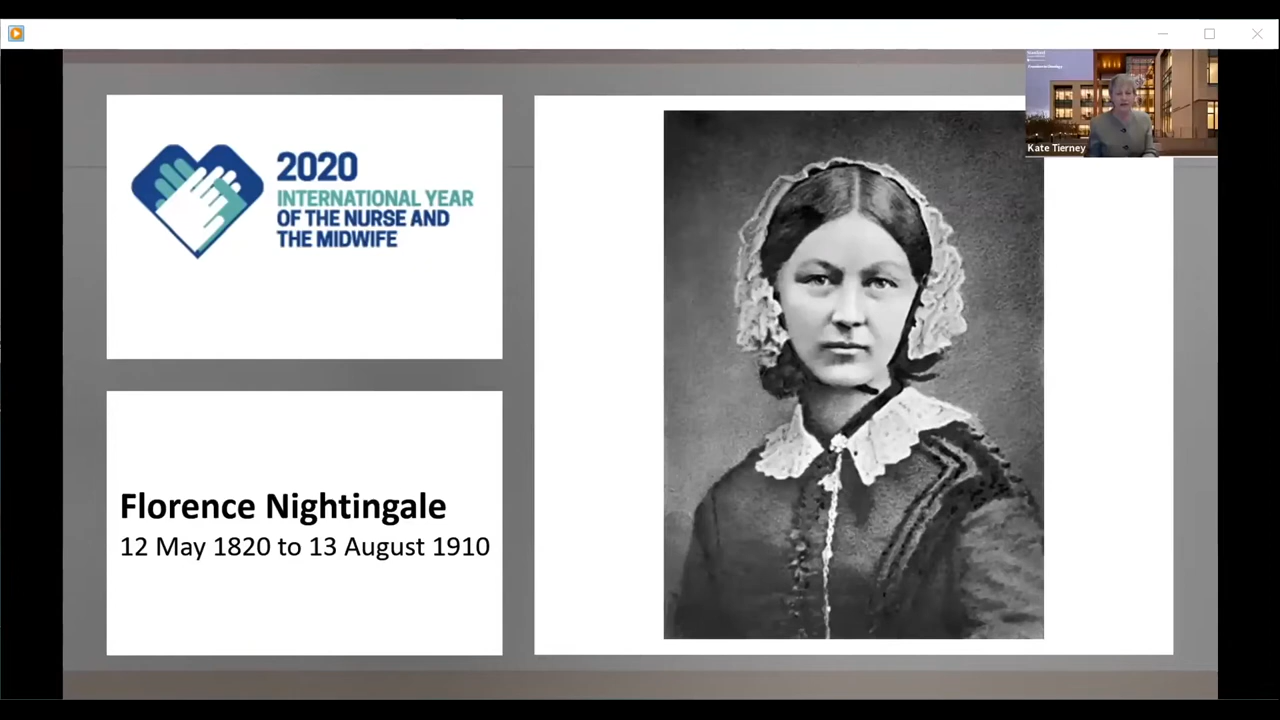 2020
INTERNATIONAL YEAR
OF THE NURSE AND
THE MIDWIFE
Florence Nightingale
12 May 1820 to 13 August 1910
Kate Tierney